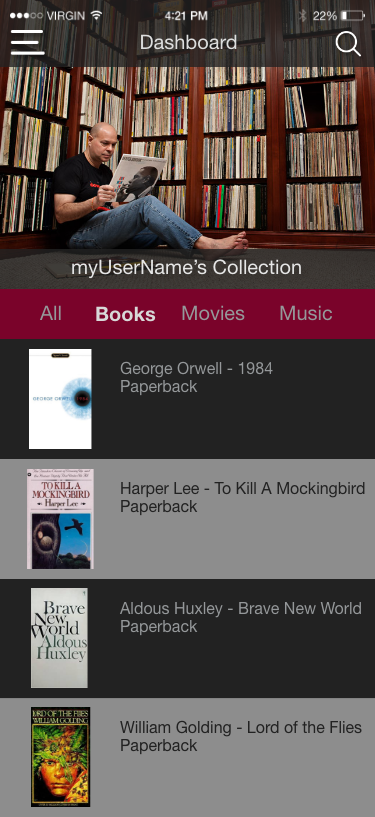 VIRGIN 4:21 PM 22%
Dashboard
myUserName's Collection
All Books Movies Music
George Orwell - 1984
Paperback
GEORGE ORWELL
Harper Lee - To Kill A Mockingbird
Paperback
TO KILL A
MOCKINGBIRD
Harper Lee
Aldous Huxley - Brave New World
Paperback
Brave
New
World
Aldous
Huxley
William Golding - Lord of the Flies
Paperback
LORD OF THE FLIES
WILLIAM GOLDING